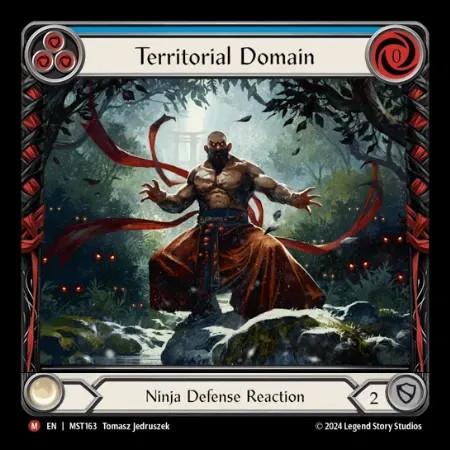 Territorial Domain
0
Ninja Defense Reaction
2
M EN | MST163 Tomasz Jedruszek
© 2024 Legend Story Studios